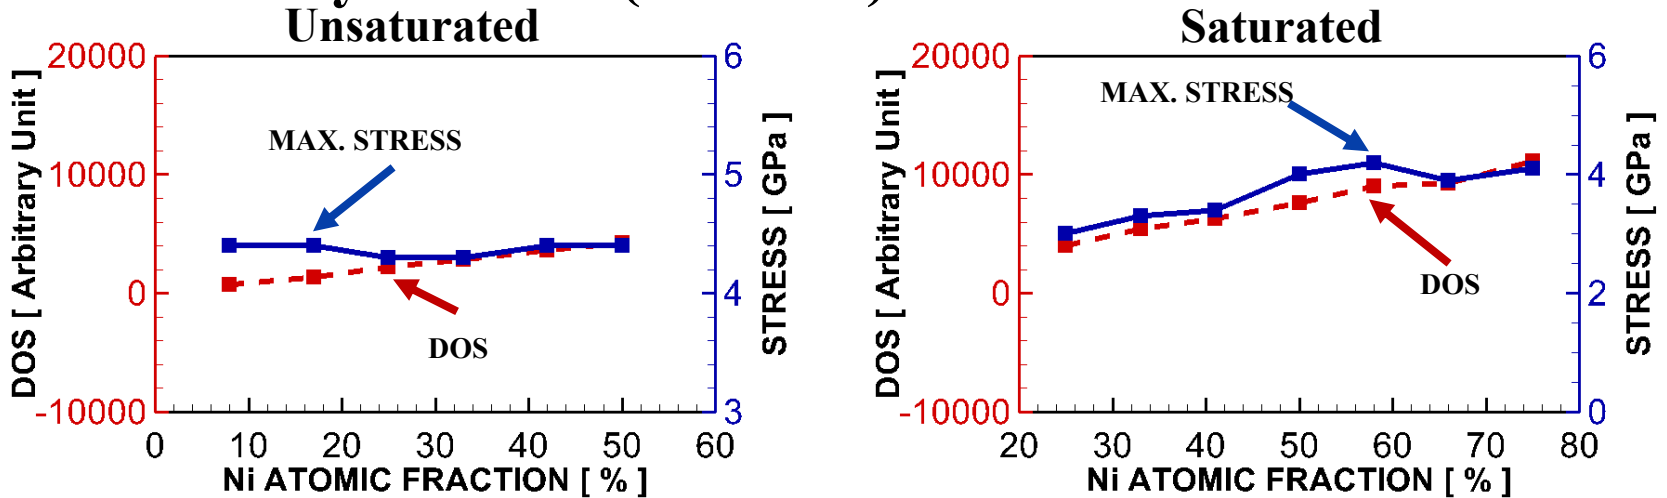 Unsaturated
20000
10000
0
-10000
DOS [ Arbitrary Unit ]
MAX. STRESS
DOS
6
5
4
3
STRESS [ GPa ]
0 10 20 30 40 50 60
Ni ATOMIC FRACTION [ % ]
Saturated
20000
10000
0
-10000
DOS [ Arbitrary Unit ]
MAX. STRESS
DOS
6
4
2
0
STRESS [ GPa ]
20 30 40 50 60 70 80
Ni ATOMIC FRACTION [ % ]